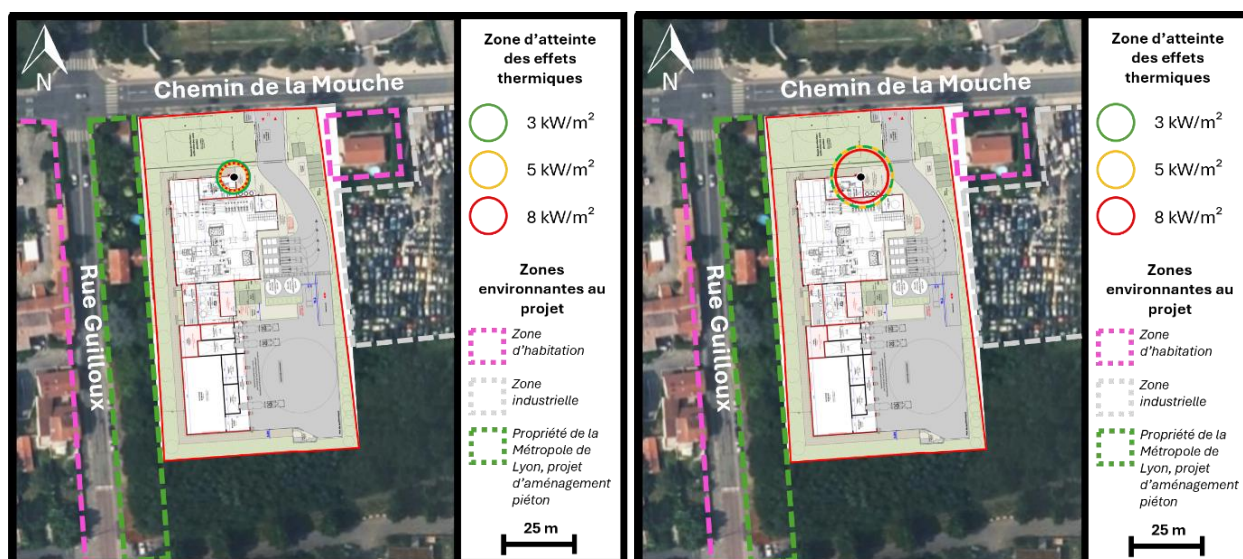 N
Chemin de la Mouche
Rue Guilloux
Zone d'atteinte
des effets
thermiques
3 kW/m²
5 kW/m²
8 kW/m²
Zones
environnantes au
projet
Zone
d'habitation
Zone
industrielle
Propriété de la
Métropole de
Lyon, projet
d'aménagement
piéton
25 m
N
Chemin de la Mouche
Rue Guilloux
Zone d'atteinte
des effets
thermiques
3 kW/m²
5 kW/m²
8 kW/m²
Zones
environnantes au
projet
Zone
d'habitation
Zone
industrielle
Propriété de la
Métropole de
Lyon, projet
d'aménagement
piéton
25 m